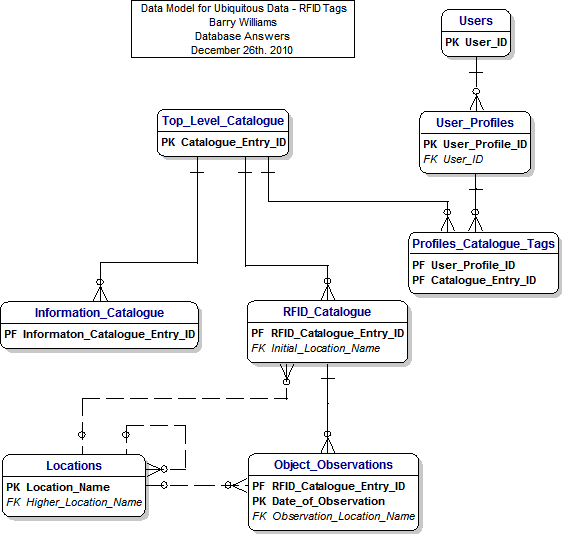 Data Model for Ubiquitous Data - RFID Tags
Barry Williams
Database Answers
December 26th. 2010
Users
PK User_ID
User_Profiles
PK User_Profile_ID
FK User_ID
Top_Level_Catalogue
PK Catalogue_Entry_ID
Profiles_Catalogue_Tags
PF User_Profile_ID
PF Catalogue_Entry_ID
Information_Catalogue
PF Informaton_Catalogue_Entry_ID
RFID_Catalogue
PF RFID_Catalogue_Entry_ID
FK Initial_Location_Name
Locations
PK Location_Name
FK Higher_Location_Name
Object_Observations
PF RFID_Catalogue_Entry_ID
PK Date_of_Observation
FK Observation_Location_Name